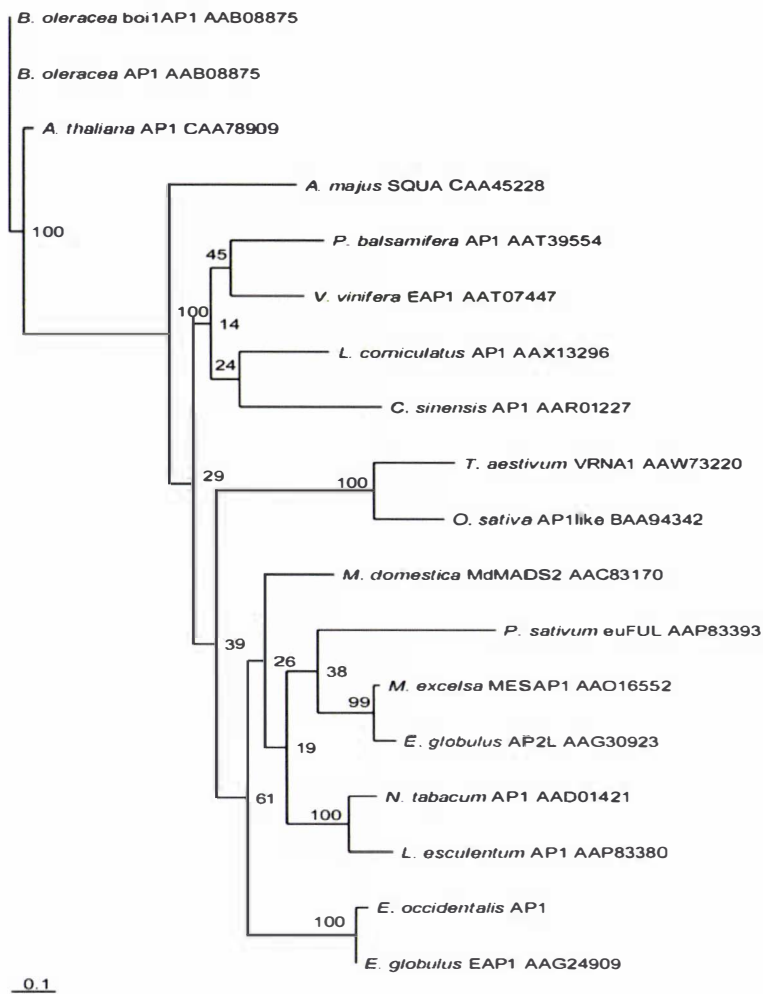 B. oleracea boi1AP1 AAB08875
B. oleracea AP1 AAB08875
A. thaliana AP1 CAA78909
A. majus SQUA CAA45228
100
P. balsamifera AP1 AAT39554
45
V. vinifera EAP1 AAT07447
100
14
L. corniculatus AP1 AAX13296
24
C. sinensis AP1 AAR01227
T. aestivum VRNA1 AAW73220
29
100
O. sativa AP1like BAA94342
M. domestica MdMADS2 AAC83170
P. sativum euFUL AAP83393
39
26
38
M. excelsa MESAP1 AAO16552
99
E. globulus AP2L AAG30923
19
N. tabacum AP1 AAD01421
61
100
L. esculentum AP1 AAP83380
E. occidentalis AP1
100
E. globulus EAP1 AAG24909
0.1